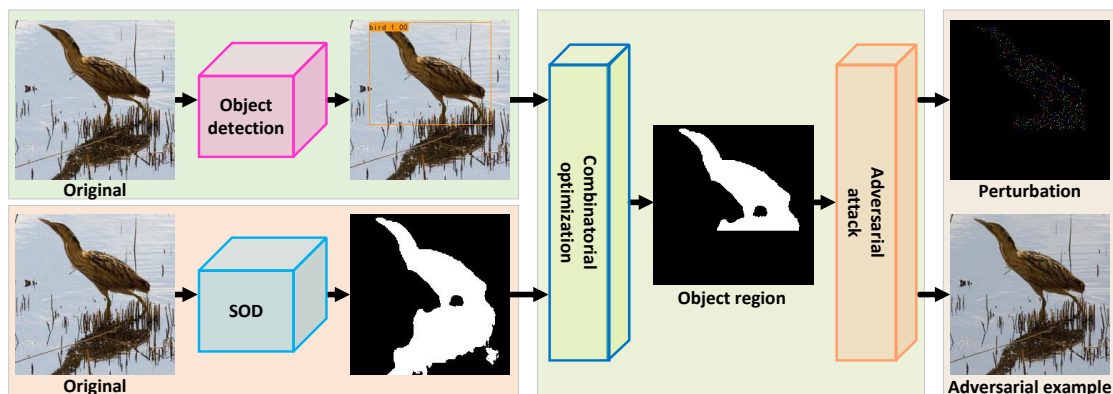 bird 1.00
Object
detection
Original
SOD
Original
Combinatorial
optimization
Object region
Adversarial
attack
Perturbation
Adversarial example